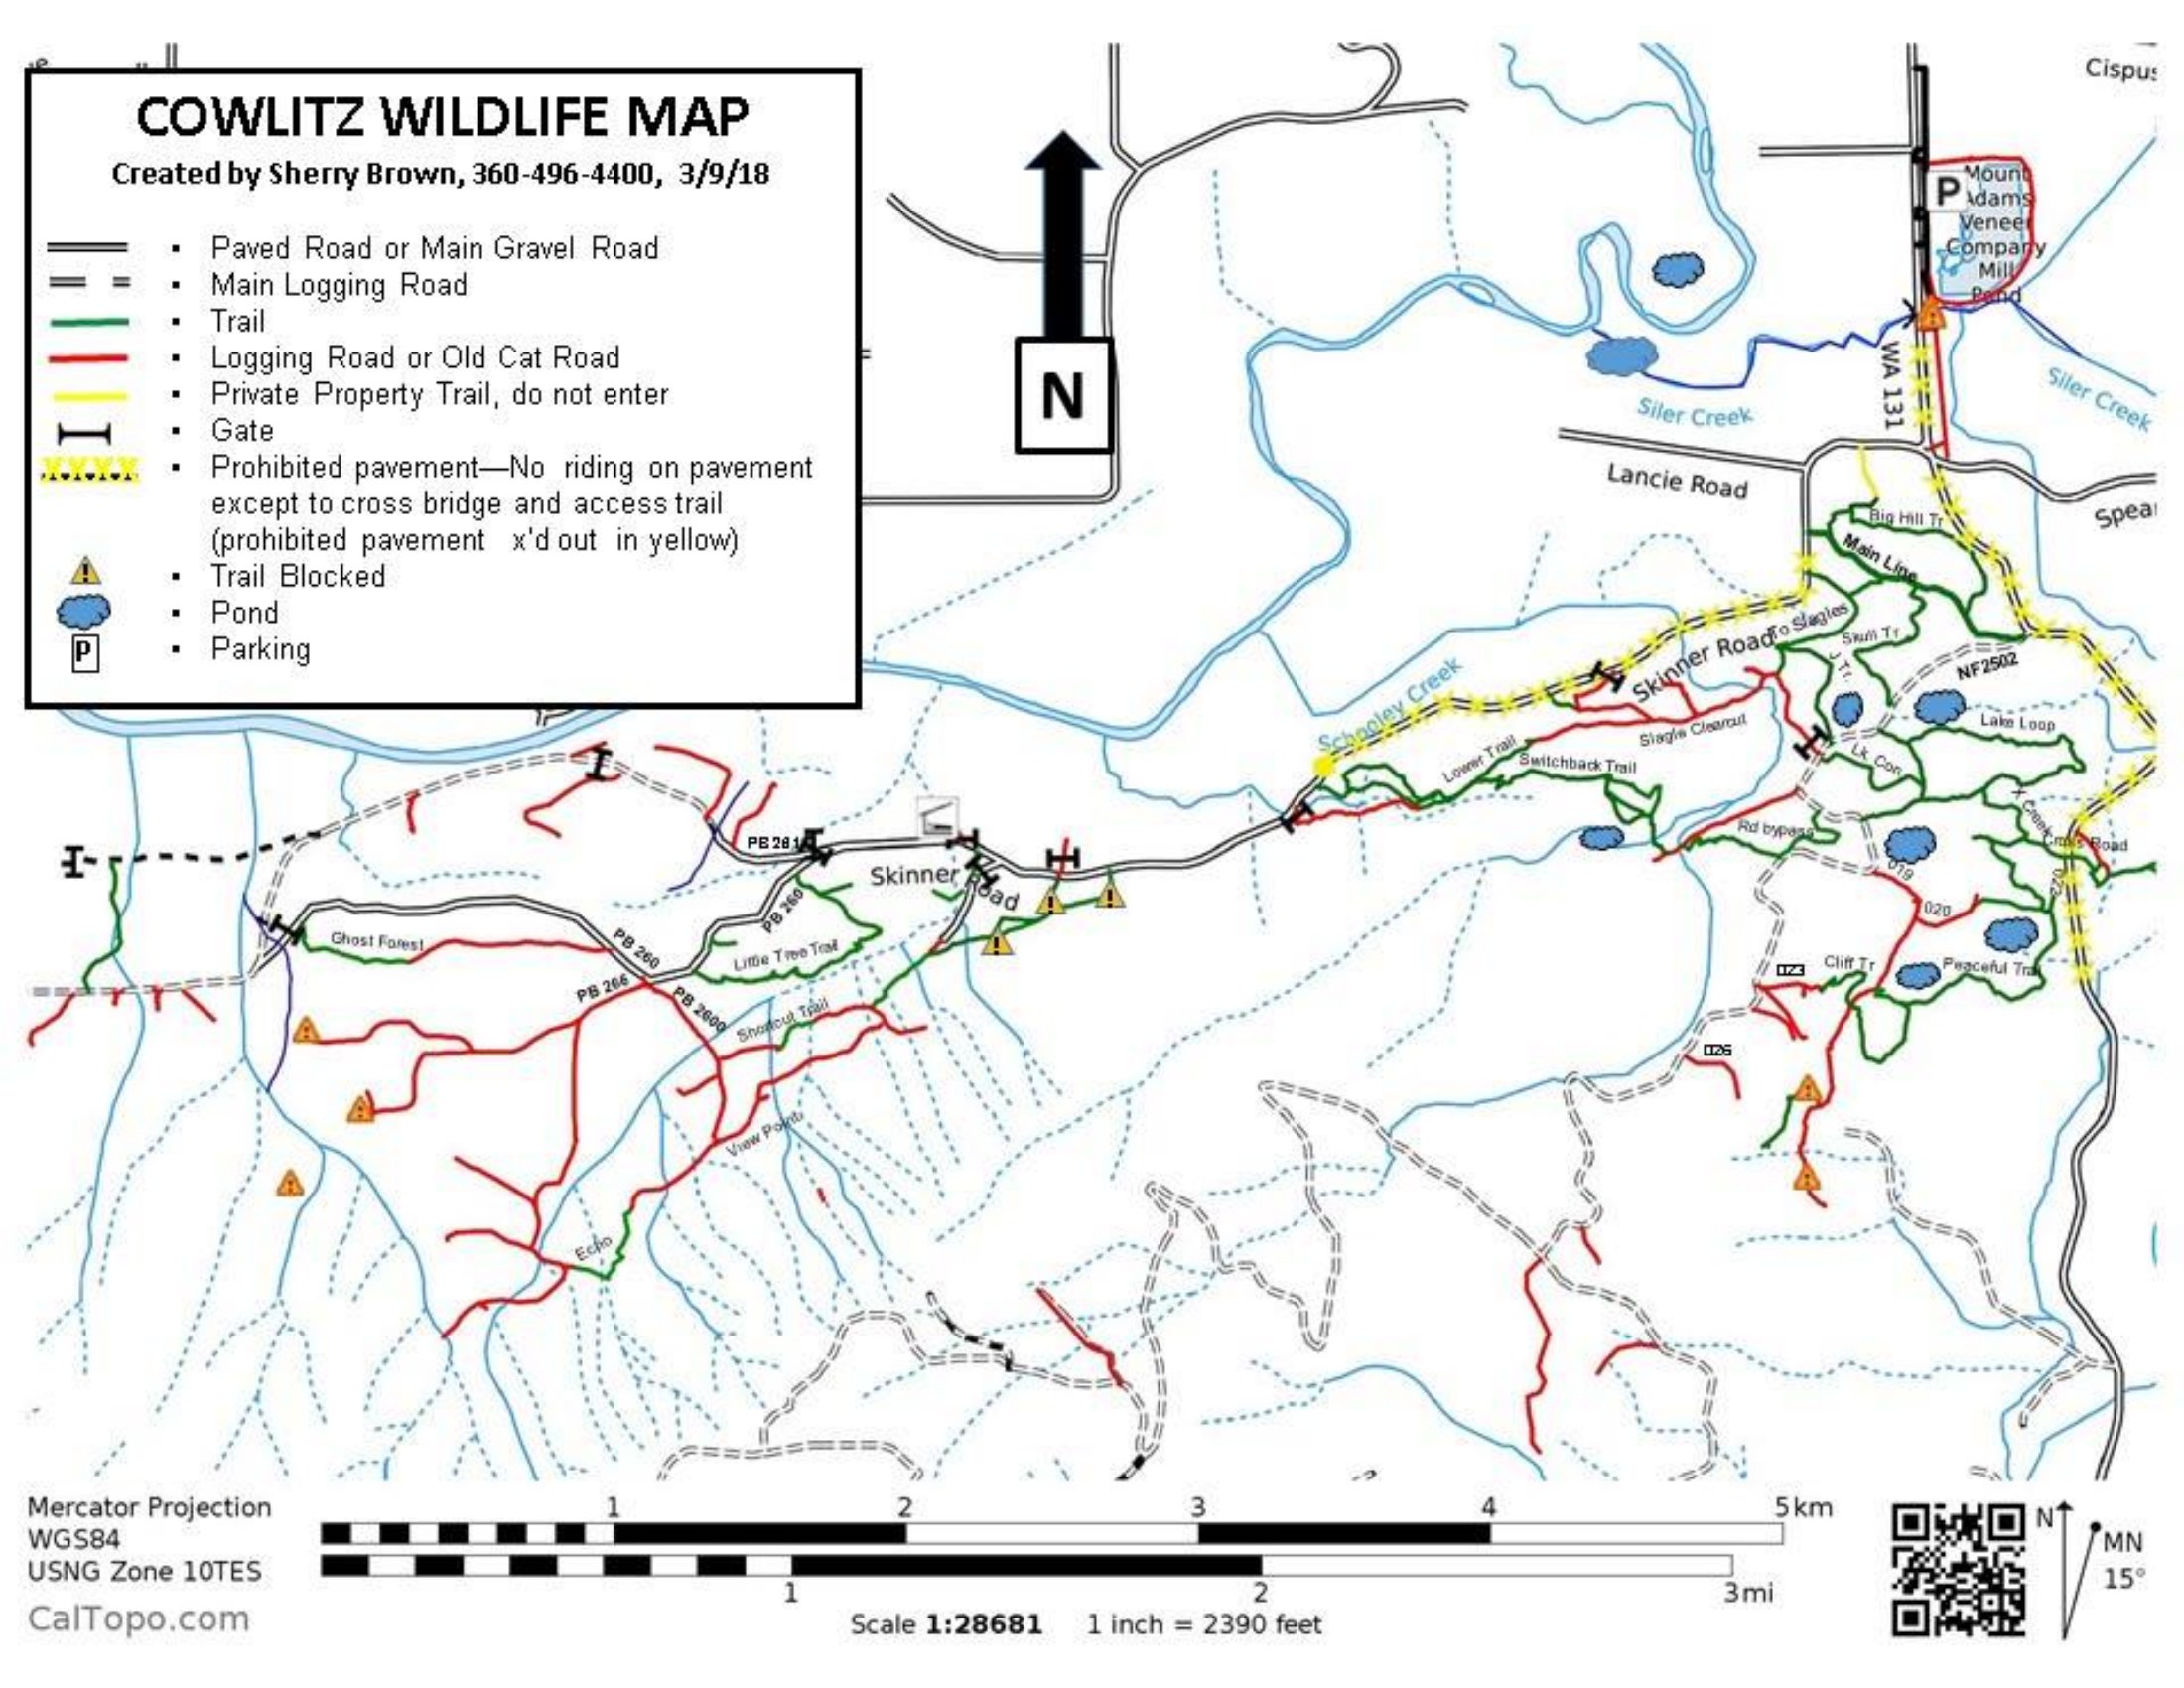 COWLITZ WILDLIFE MAP
Created by Sherry Brown, 360-496-4400, 3/9/18
▪ Paved Road or Main Gravel Road
▪ Main Logging Road
▪ Trail
▪ Logging Road or Old Cat Road
▪ Private Property Trail, do not enter
▪ Gate
▪ Prohibited pavement—No riding on pavement
except to cross bridge and access trail
(prohibited pavement x'd out in yellow)
▪ Trail Blocked
▪ Pond
P ▪ Parking
N
Cispus
P
Mount
Adams
Veneer
Company
Mill
Pond
WA 131
Siler Creek
Siler Creek
Lancie Road
Spear
Big Hill Tr
Main Line
To Slagles
Skull Tr
J Tr.
NF2502
Skinner Road
Schooley Creek
Lake Loop
Slagle Clearcut
Lower Trail
Switchback Trail
Lk. Con
Rd bypass
Road
019
020
Peaceful Tra
Cliff Tr
023
026
PB 261
Skinner Road
PB 260
Little Tree Trail
Ghost Forest
PB 260
PB 266
PB 2600
Shortcut Trail
View Point
Echo
Mercator Projection
WGS84
USNG Zone 10TES
CalTopo.com
1 2 3 4 5km
1 2 3mi
Scale 1:28681 1 inch = 2390 feet
N
MN
15°